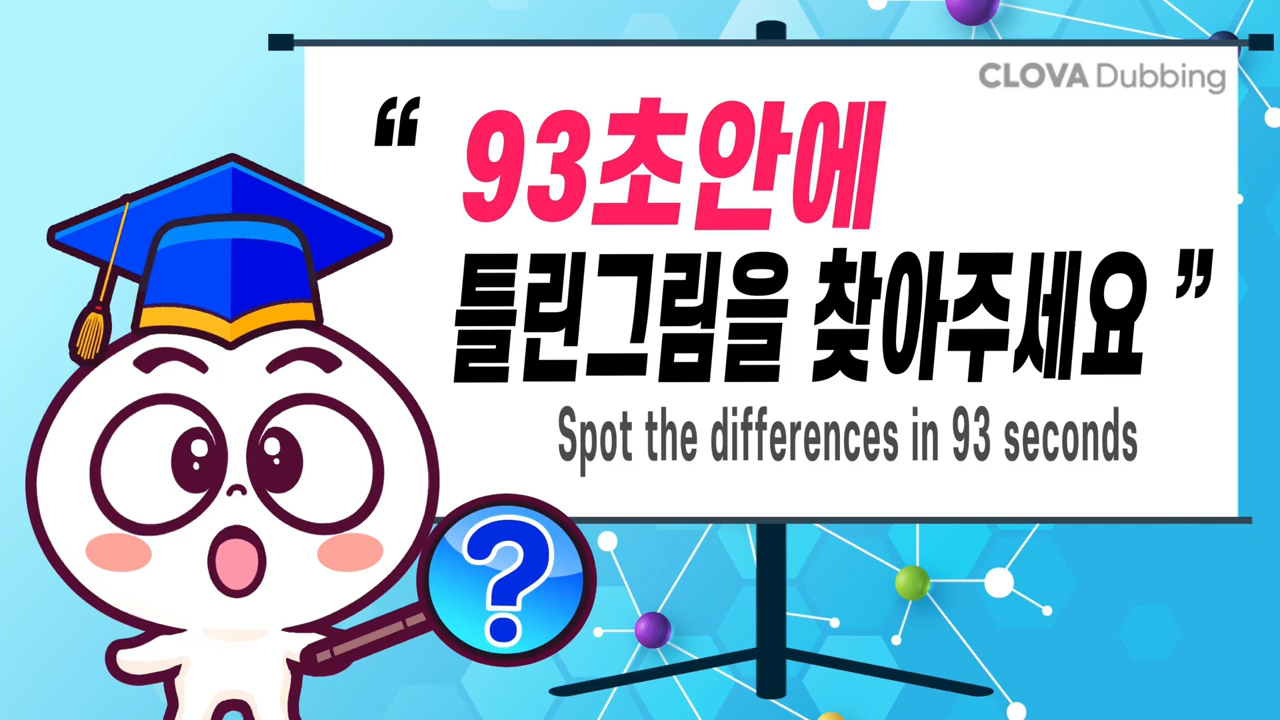 CLOVA Dubbing
“ 93초안에
틀린그림을 찾아주세요 ”
Spot the differences in 93 seconds
?